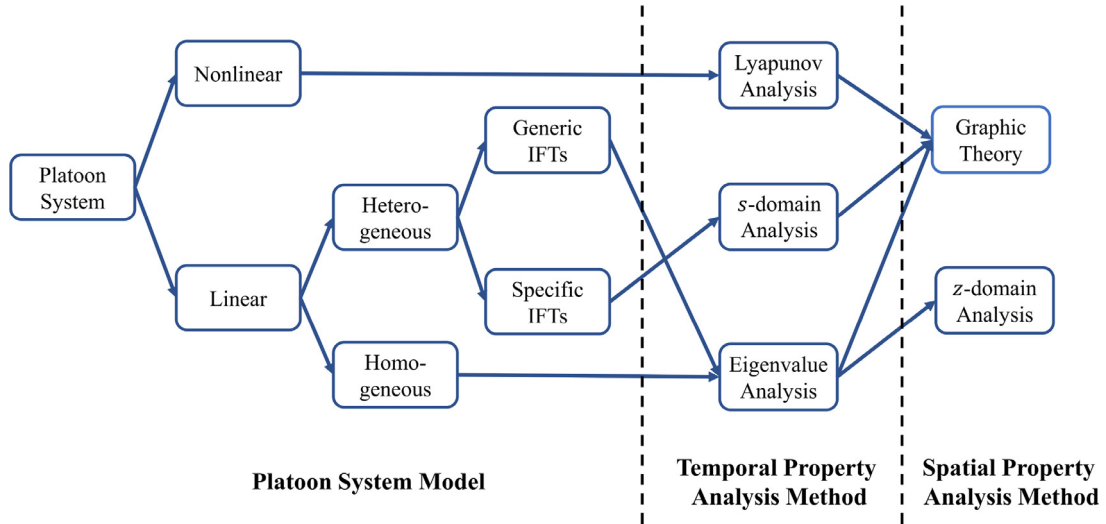 Platoon
System
Nonlinear
Linear
Hetero-
geneous
Homo-
geneous
Generic
IFTs
Specific
IFTs
Lyapunov
Analysis
s-domain
Analysis
Eigenvalue
Analysis
Graphic
Theory
z-domain
Analysis
Platoon System Model
Temporal Property
Analysis Method
Spatial Property
Analysis Method